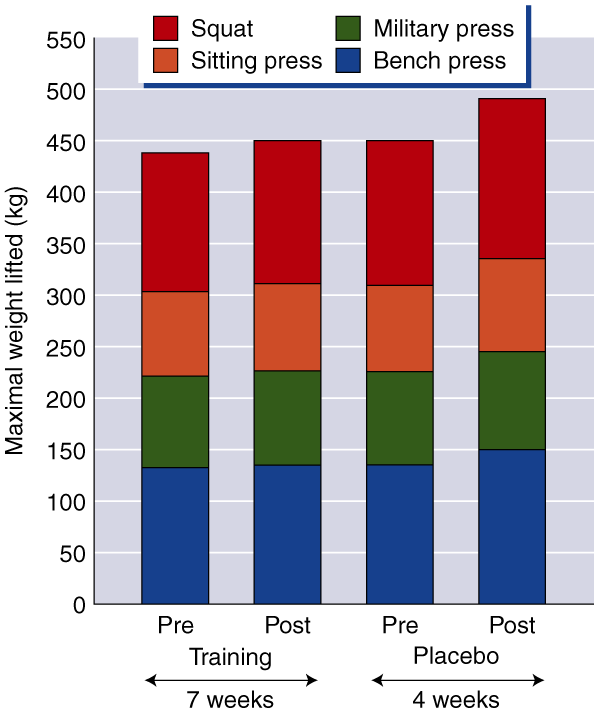 Squat
Military press
Sitting press
Bench press
Maximal weight lifted (kg)
550
500
450
400
350
300
250
200
150
100
50
0
Pre
Post
Pre
Post
Training
Placebo
7 weeks
4 weeks